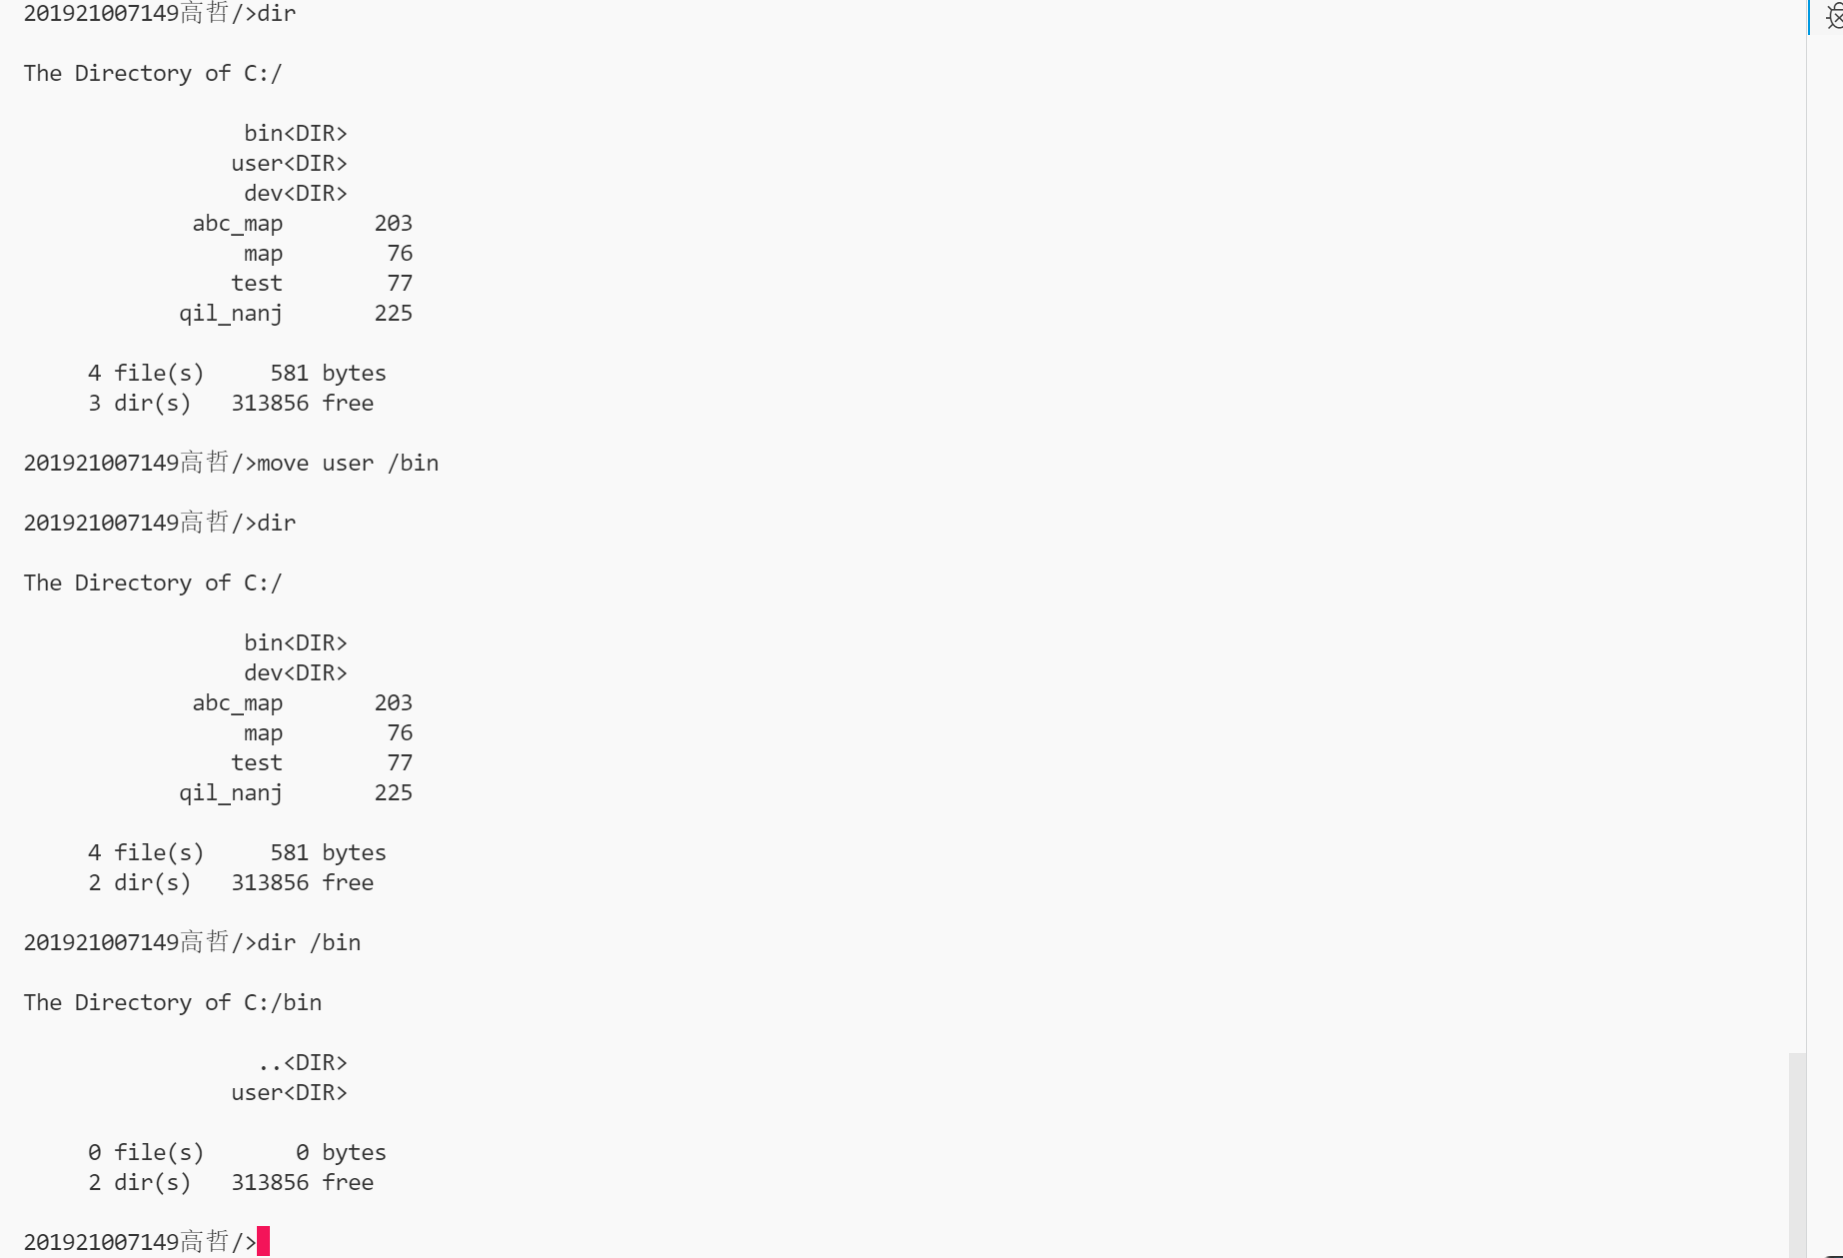 201921007149高哲/>dir
The Directory of C:/
bin<DIR>
user<DIR>
dev<DIR>
abc_map 203
map 76
test 77
qil_nanj 225
4 file(s) 581 bytes
3 dir(s) 313856 free
201921007149高哲/>move user /bin
201921007149高哲/>dir
The Directory of C:/
bin<DIR>
dev<DIR>
abc_map 203
map 76
test 77
qil_nanj 225
4 file(s) 581 bytes
2 dir(s) 313856 free
201921007149高哲/>dir /bin
The Directory of C:/bin
..<DIR>
user<DIR>
0 file(s) 0 bytes
2 dir(s) 313856 free
201921007149高哲/>